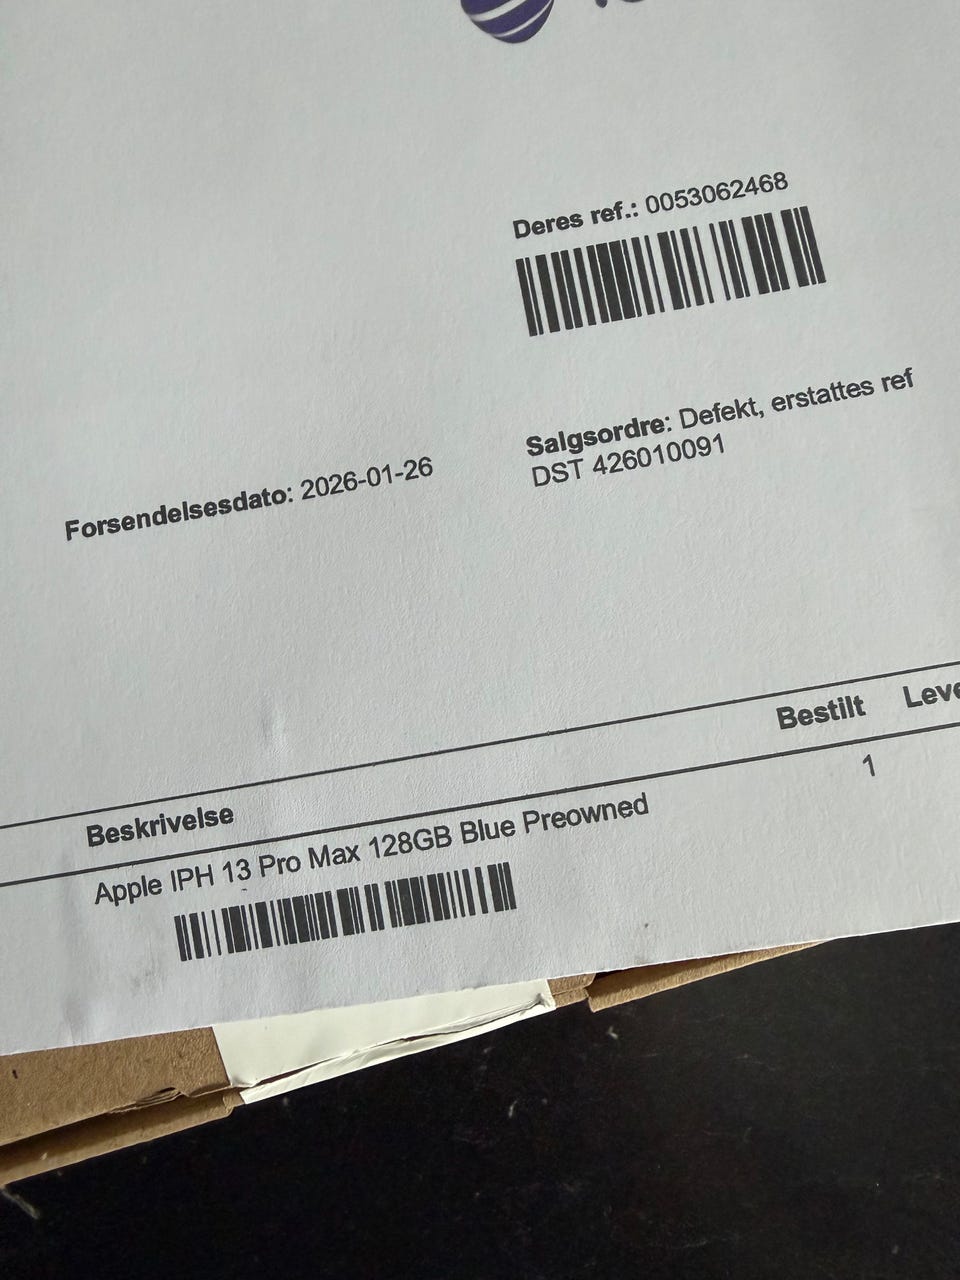 Deres ref.: 0053062468
Salgsordre: Defekt, erstattes ref
DST 426010091
Forsendelsesdato: 2026-01-26
Bestilt
Beskrivelse
1
Apple IPH 13 Pro Max 128GB Blue Preowned